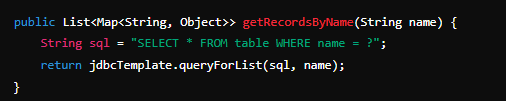 public List<Map<String, Object>> getRecordsByName(String name) {
    String sql = "SELECT * FROM table WHERE name = ?";
    return jdbcTemplate.queryForList(sql, name);
}